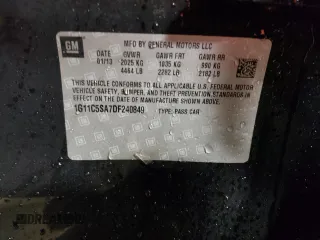 GM
MFD BY GENERAL MOTORS LLC
DATE GVWR GAWR FRT GAWR RR
01/13 2025 KG 1035 KG 990 KG
4464 LB 2282 LB 2182 LB
THIS VEHICLE CONFORMS TO ALL APPLICABLE U.S. FEDERAL MOTOR
VEHICLE SAFETY, BUMPER, AND THEFT PREVENTION STANDARDS IN
EFFECT ON THE DATE OF MANUFACTURE SHOWN ABOVE.
1G11C5SA7DF240849 TYPE: PASS CAR